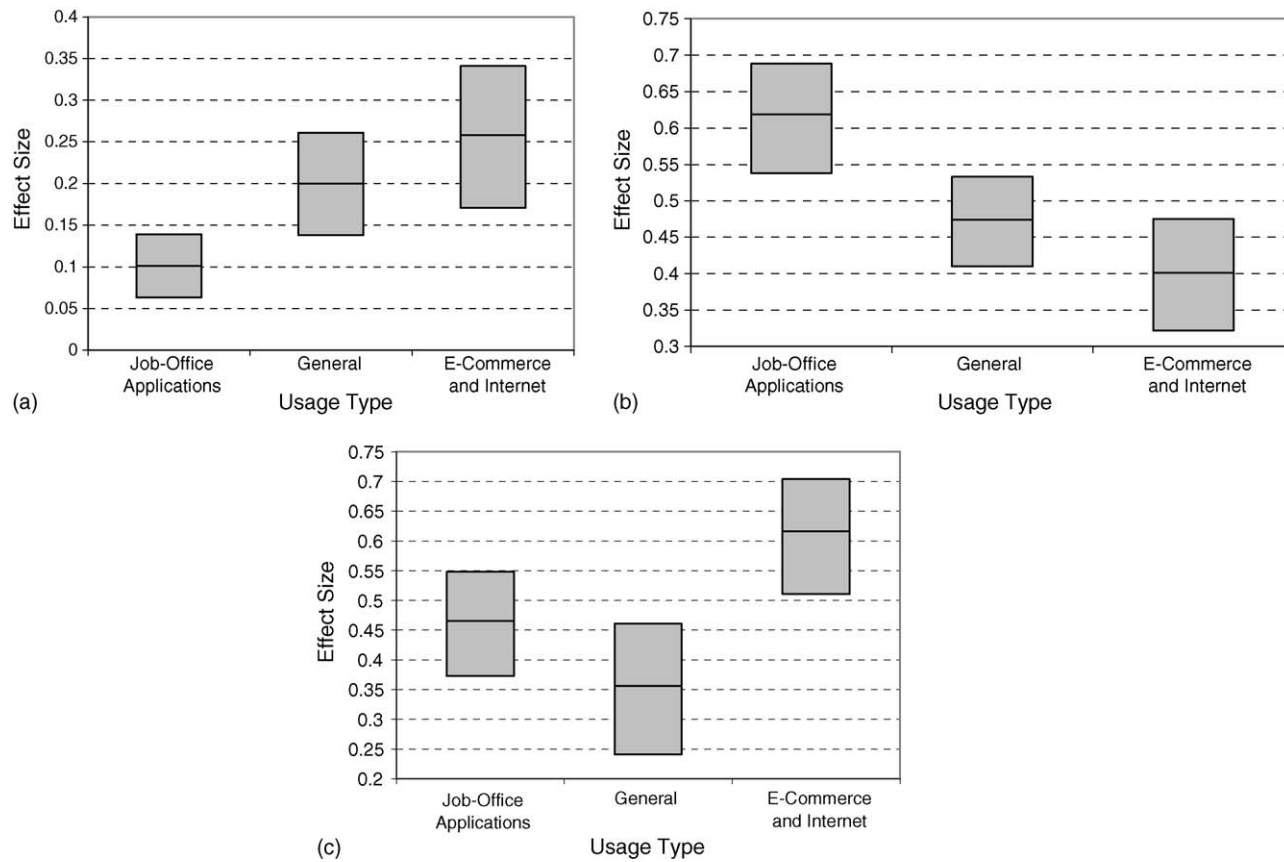 0.4
0.35
0.3
0.25
0.2
0.15
0.1
0.05
0
Effect Size
Job-Office
Applications
General
E-Commerce
and Internet
(a)
Usage Type
0.75
0.7
0.65
0.6
0.55
0.5
0.45
0.4
0.35
0.3
Effect Size
Job-Office
Applications
General
E-Commerce
and Internet
(b)
Usage Type
0.75
0.7
0.65
0.6
0.55
0.5
0.45
0.4
0.35
0.3
0.25
0.2
Effect Size
Job-Office
Applications
General
E-Commerce
and Internet
(c)
Usage Type